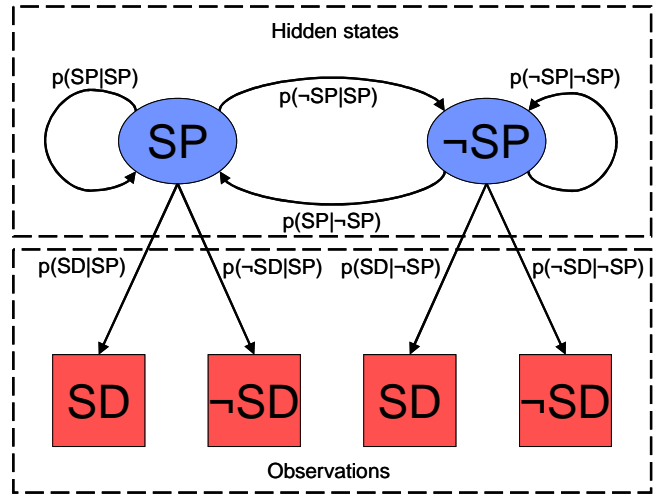 Hidden states
p(SP|SP)
p(¬SP|SP)
p(¬SP|¬SP)
SP
¬SP
p(SP|¬SP)
p(SD|SP)
p(¬SD|SP)
p(SD|¬SP)
p(¬SD|¬SP)
SD
¬SD
SD
¬SD
Observations